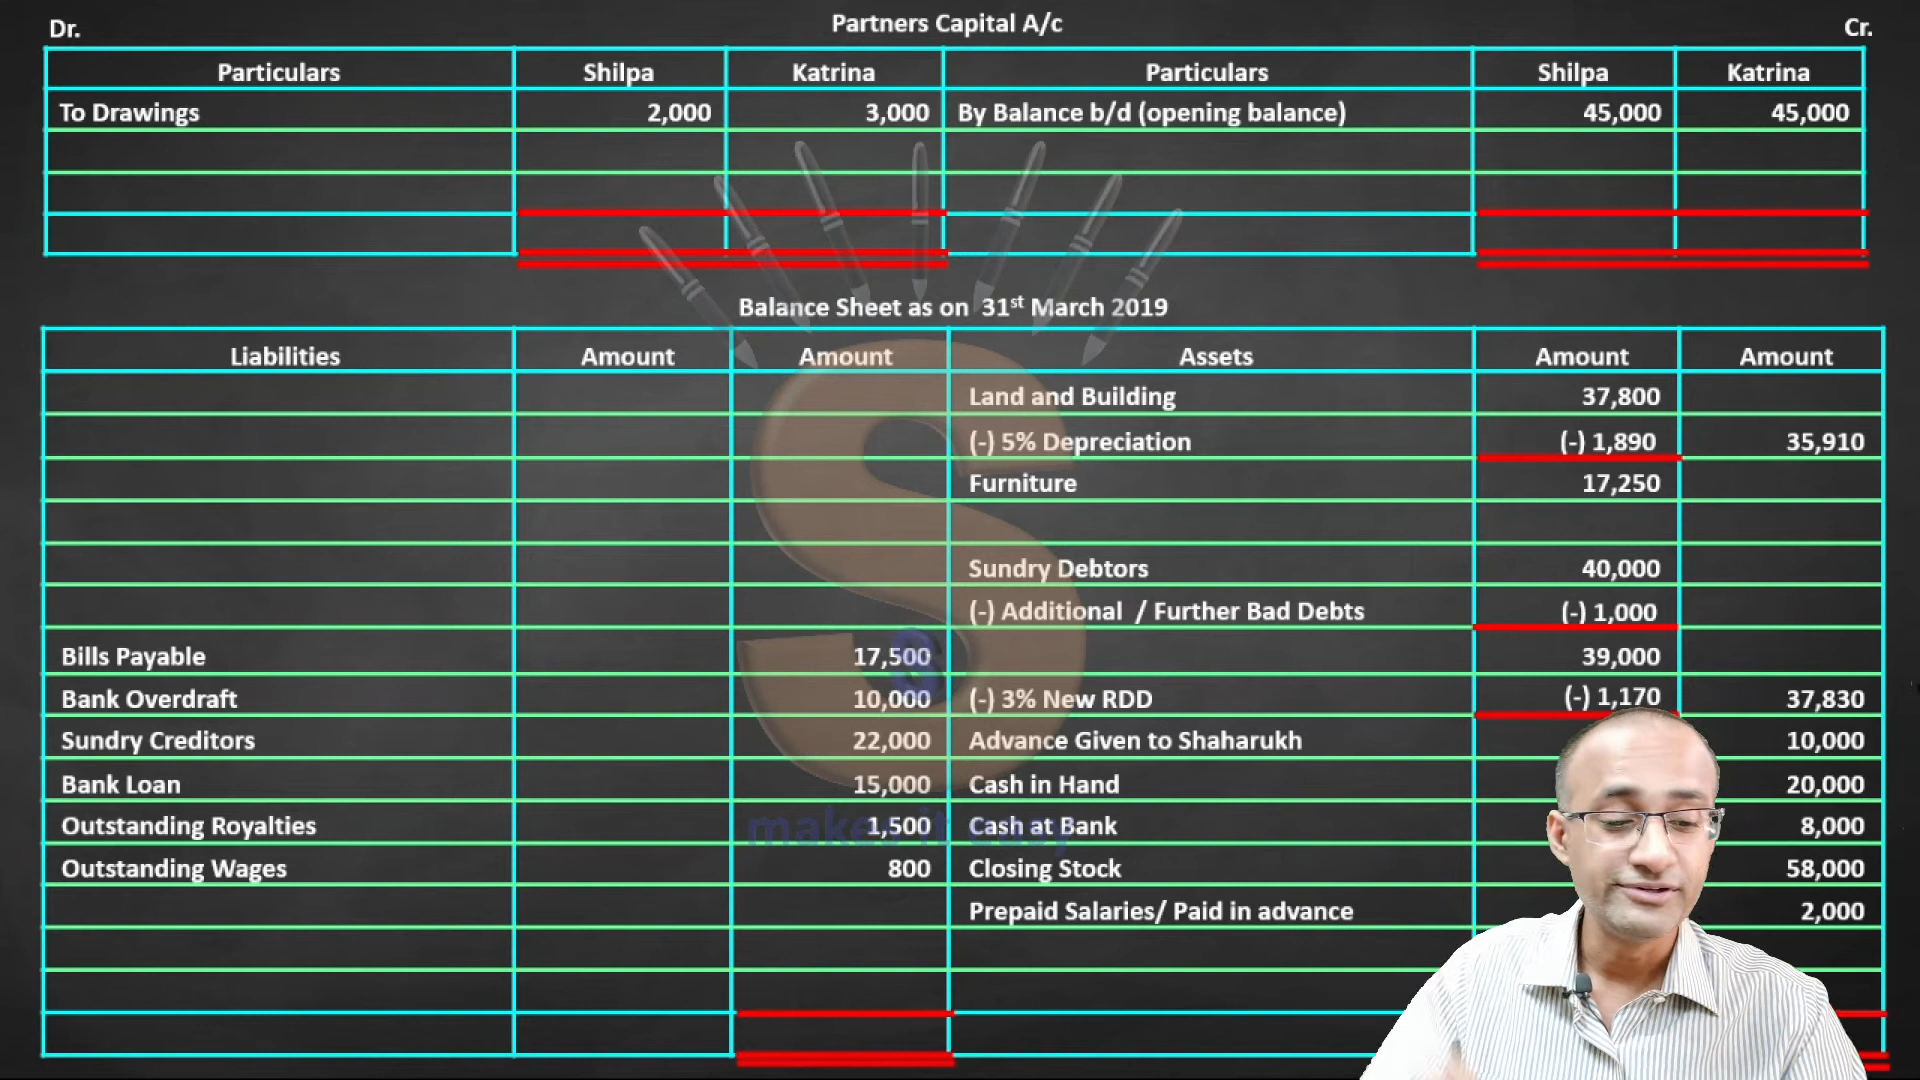 Dr.
Partners Capital A/c
Cr.
Particulars Shilpa Katrina Particulars Shilpa Katrina
To Drawings 2,000 3,000 By Balance b/d (opening balance) 45,000 45,000
Balance Sheet as on 31st March 2019
Liabilities Amount Amount Assets Amount Amount
Land and Building 37,800
(-) 5% Depreciation (-) 1,890 35,910
Furniture 17,250
Sundry Debtors 40,000
(-) Additional / Further Bad Debts (-) 1,000
Bills Payable 17,500 39,000
Bank Overdraft 10,000 (-) 3% New RDD (-) 1,170 37,830
Sundry Creditors 22,000 Advance Given to Shaharukh 10,000
Bank Loan 15,000 Cash in Hand 20,000
Outstanding Royalties 1,500 Cash at Bank 8,000
Outstanding Wages 800 Closing Stock 58,000
Prepaid Salaries/ Paid in advance 2,000
S
makes it easy